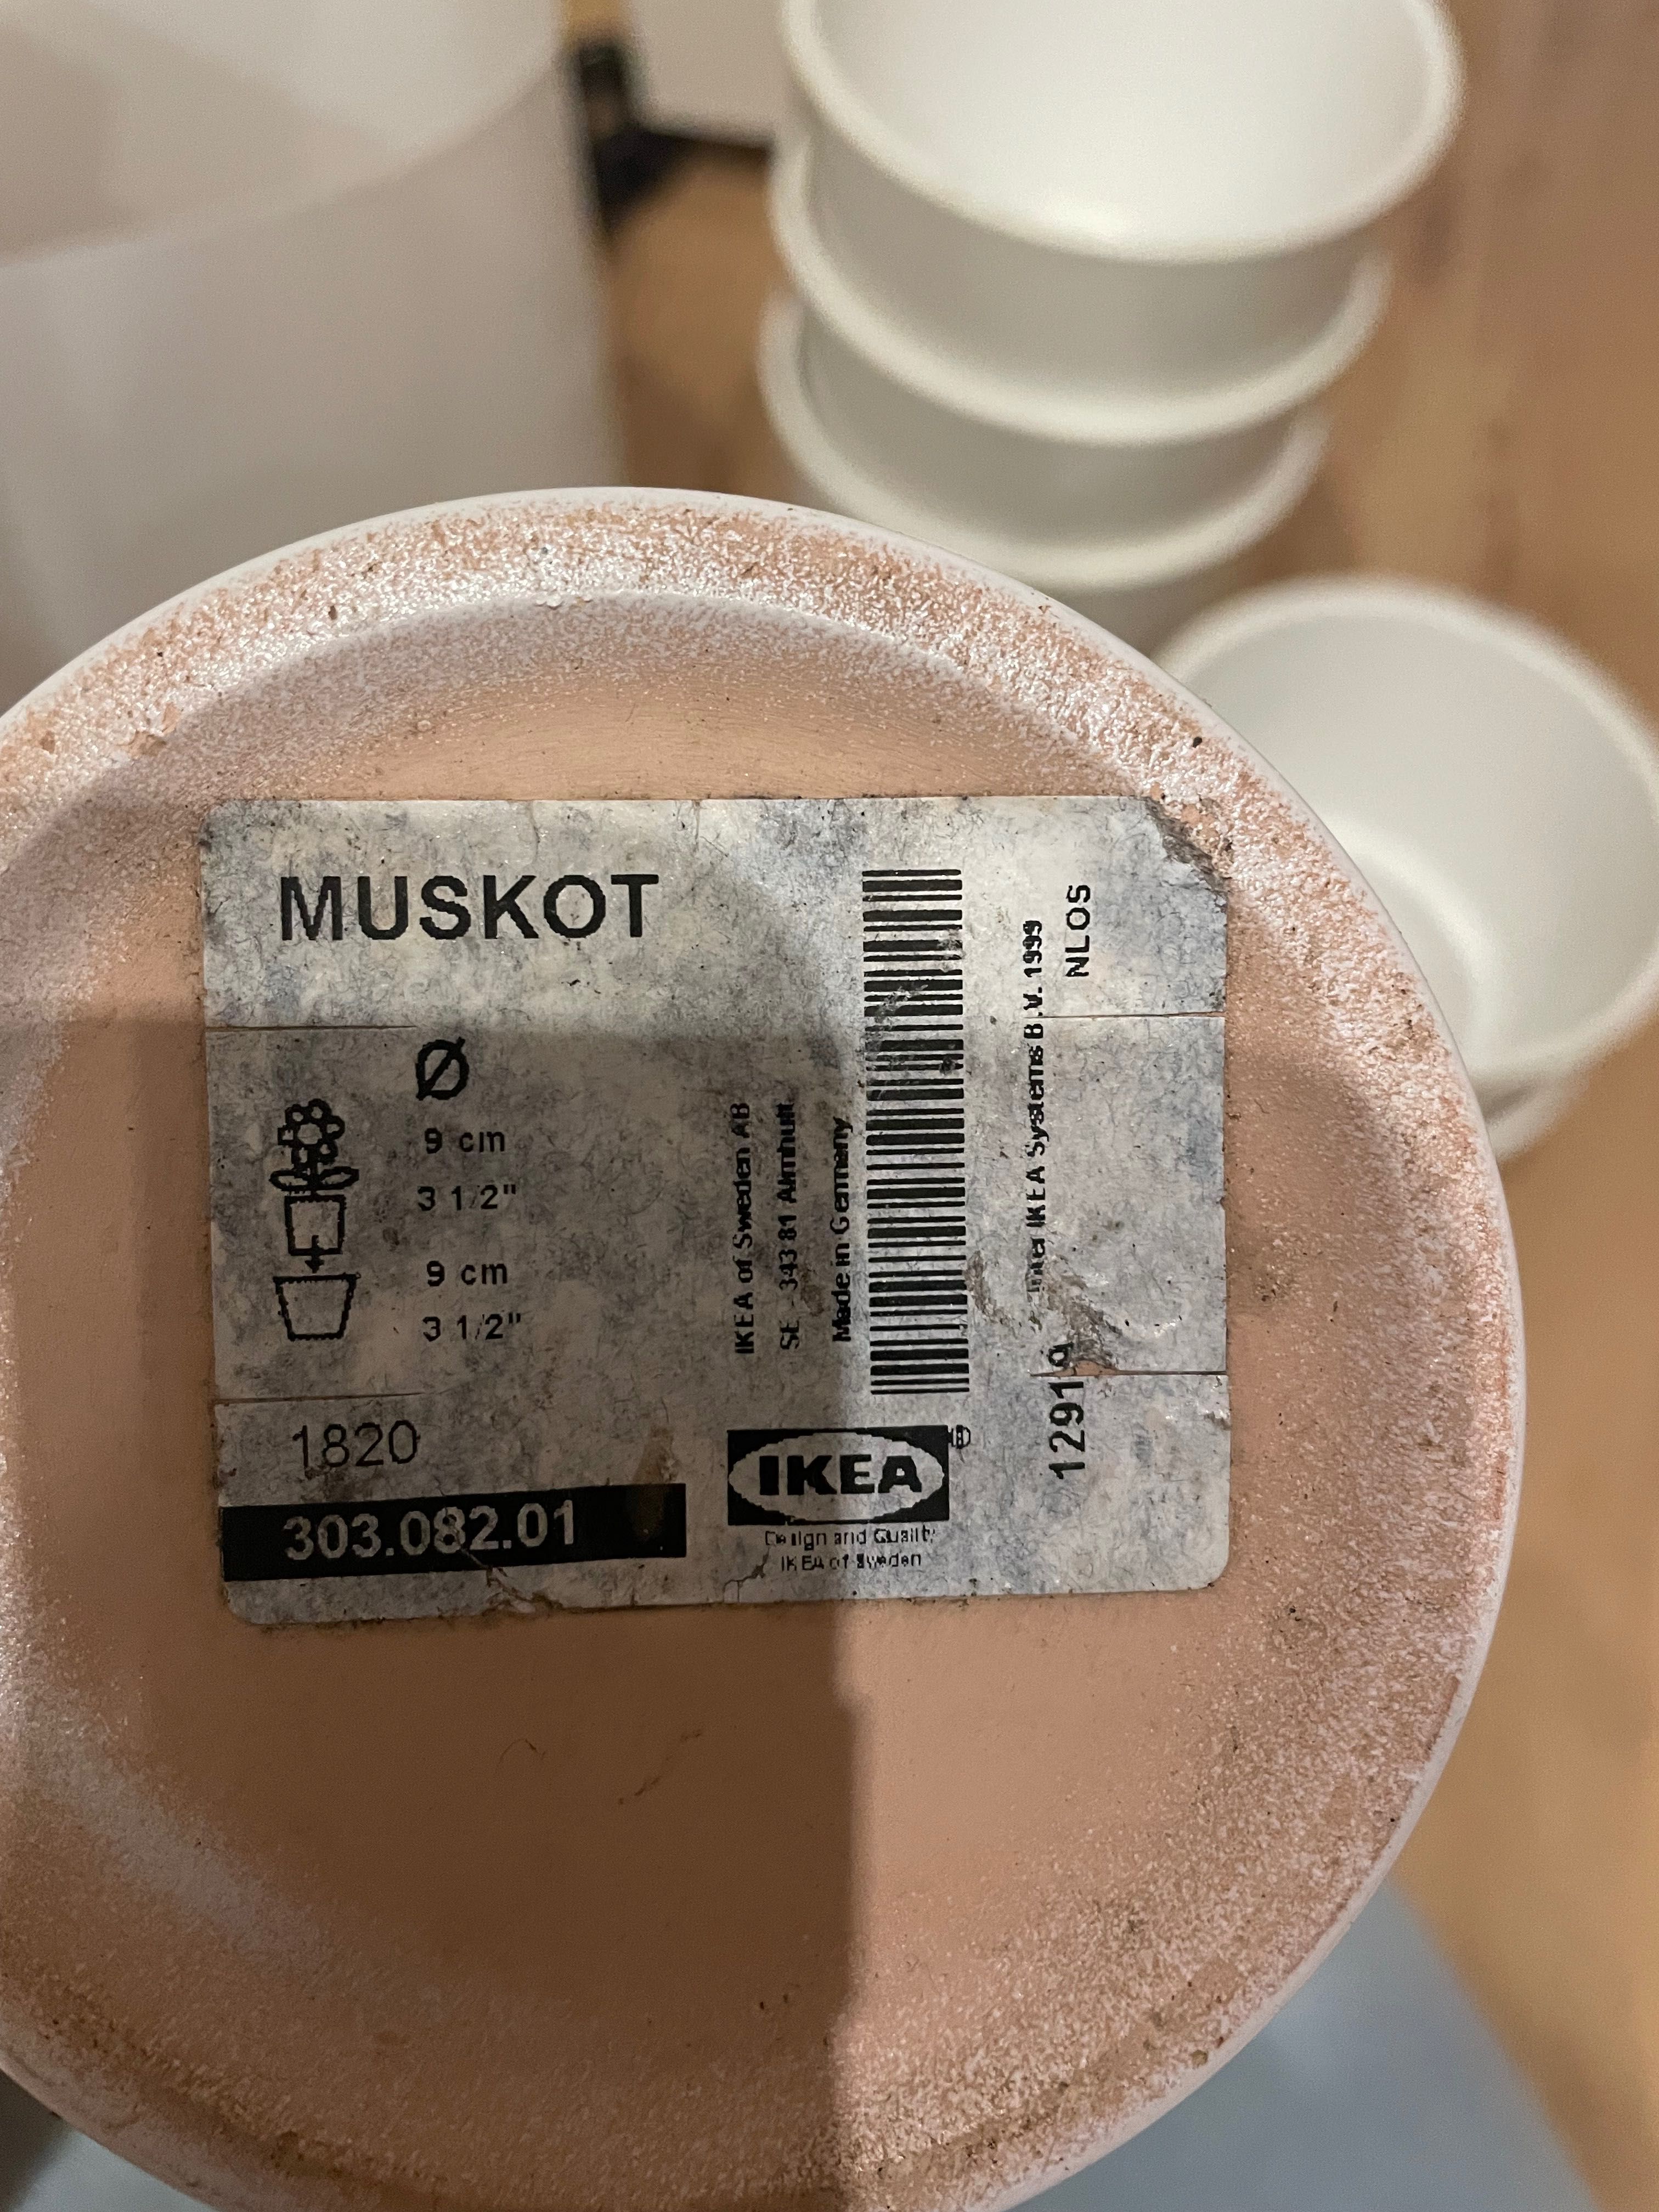 MUSKOT
Ø
9 cm
3 1/2"
9 cm
3 1/2"
1820
303.082.01
IKEA of Sweden AB
SE - 343 81 Älmhult
Made in Germany
IKEA
Design and Quality
IKEA of Sweden
Inter IKEA Systems B.V. 1999
NLOS
12919